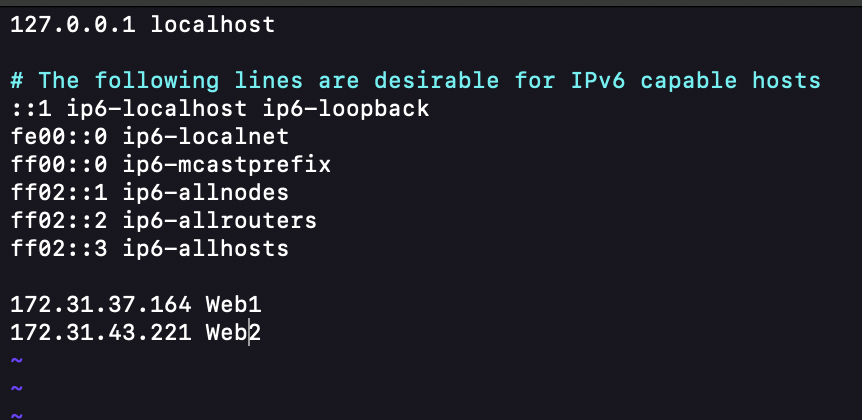 127.0.0.1 localhost
# The following lines are desirable for IPv6 capable hosts
::1 ip6-localhost ip6-loopback
fe00::0 ip6-localnet
ff00::0 ip6-mcastprefix
ff02::1 ip6-allnodes
ff02::2 ip6-allrouters
ff02::3 ip6-allhosts
172.31.37.164 Web1
172.31.43.221 Web2
~
~
~